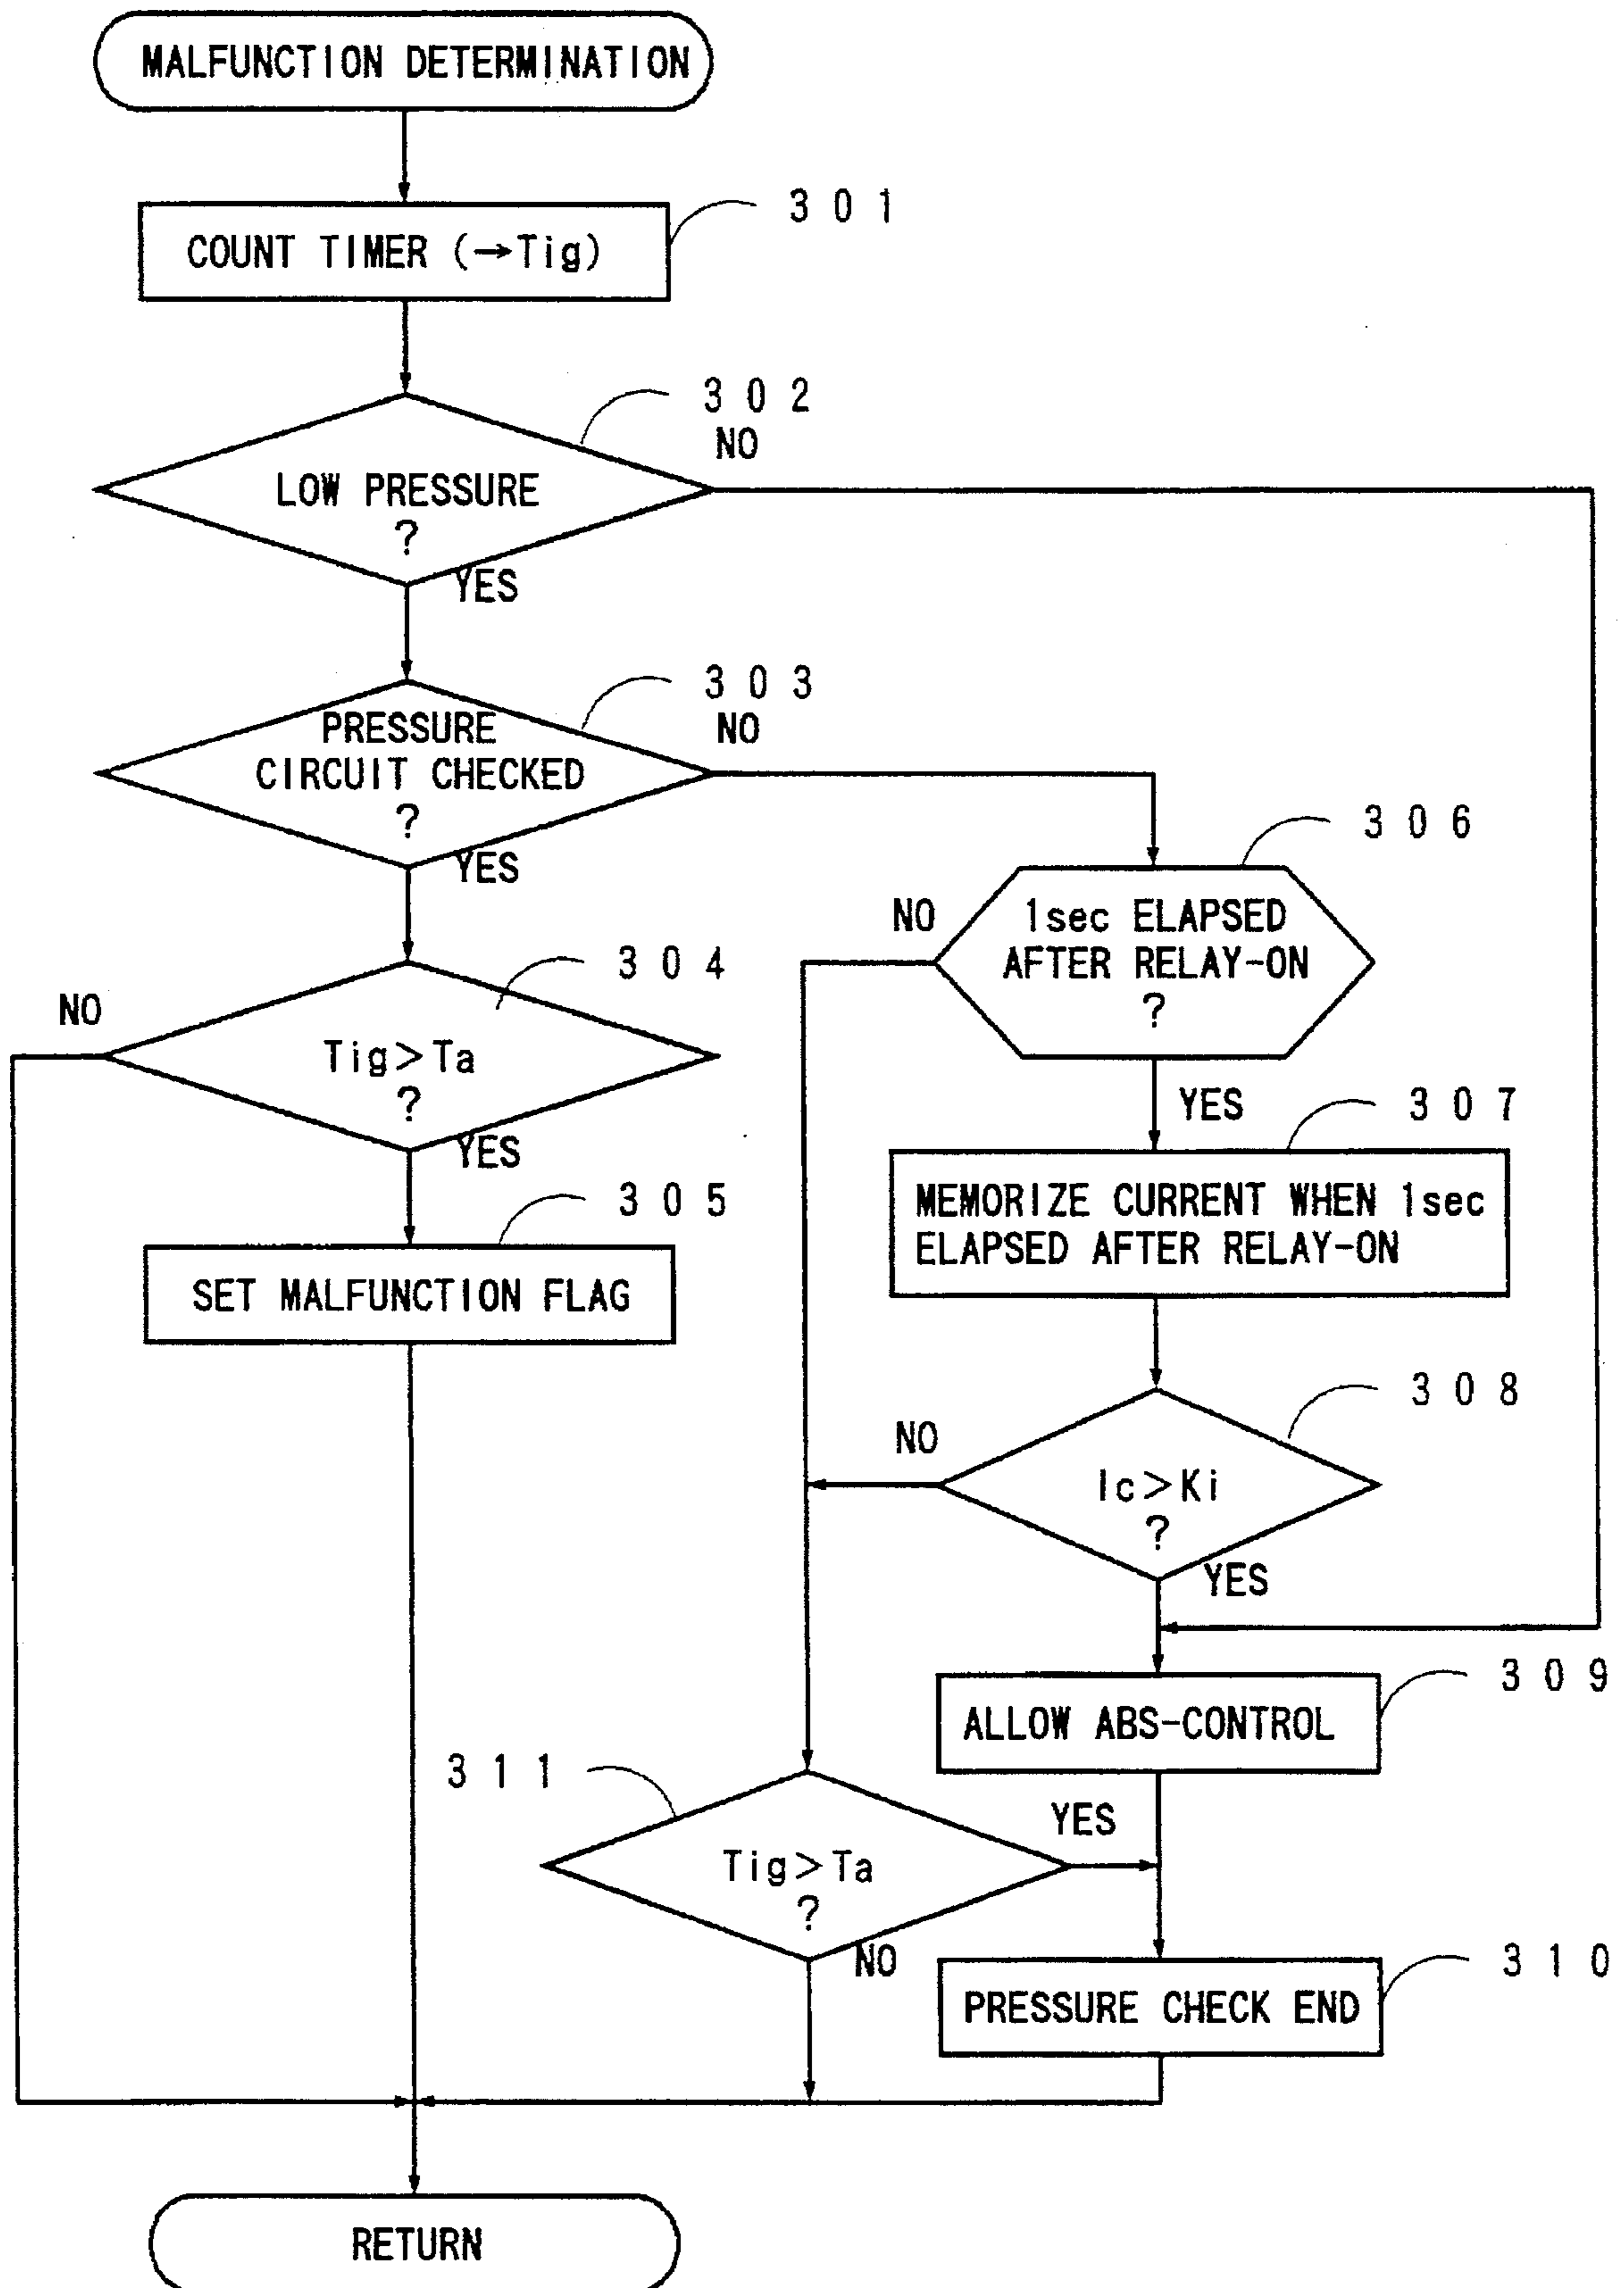 MALFUNCTION DETERMINATION
301
COUNT TIMER (→Tig)
302
NO
LOW PRESSURE
?
YES
303
NO
PRESSURE
CIRCUIT CHECKED
?
YES
306
NO
1sec ELAPSED
AFTER RELAY-ON
?
YES
304
NO
Tig>Ta
?
YES
307
MEMORIZE CURRENT WHEN 1sec
ELAPSED AFTER RELAY-ON
305
SET MALFUNCTION FLAG
308
NO
Ic>Ki
?
YES
309
ALLOW ABS-CONTROL
311
YES
Tig>Ta
?
NO
310
PRESSURE CHECK END
RETURN